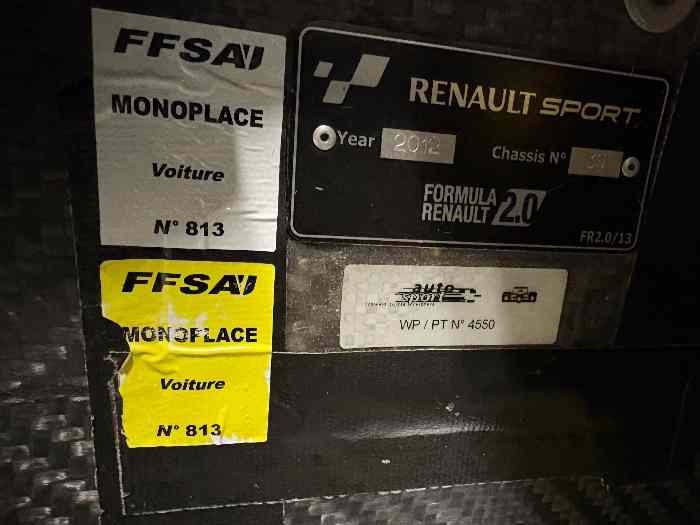 FFSA
MONOPLACE
Voiture
N° 813
FFSA
MONOPLACE
Voiture
N° 813
RENAULT SPORT
Year 2012 Chassis N°
FORMULA
RENAULT 2.0
FR2.0/13
auto
sport
WP / PT N° 4550